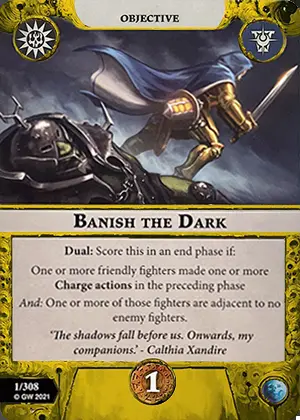 OBJECTIVE
BANISH THE DARK
Dual: Score this in an end phase if:
One or more friendly fighters made one or more
Charge actions in the preceding phase
And: One or more of those fighters are adjacent to no
enemy fighters.
'The shadows fall before us. Onwards, my
companions.' - Calthia Xandire
1/308
© GW 2021
1